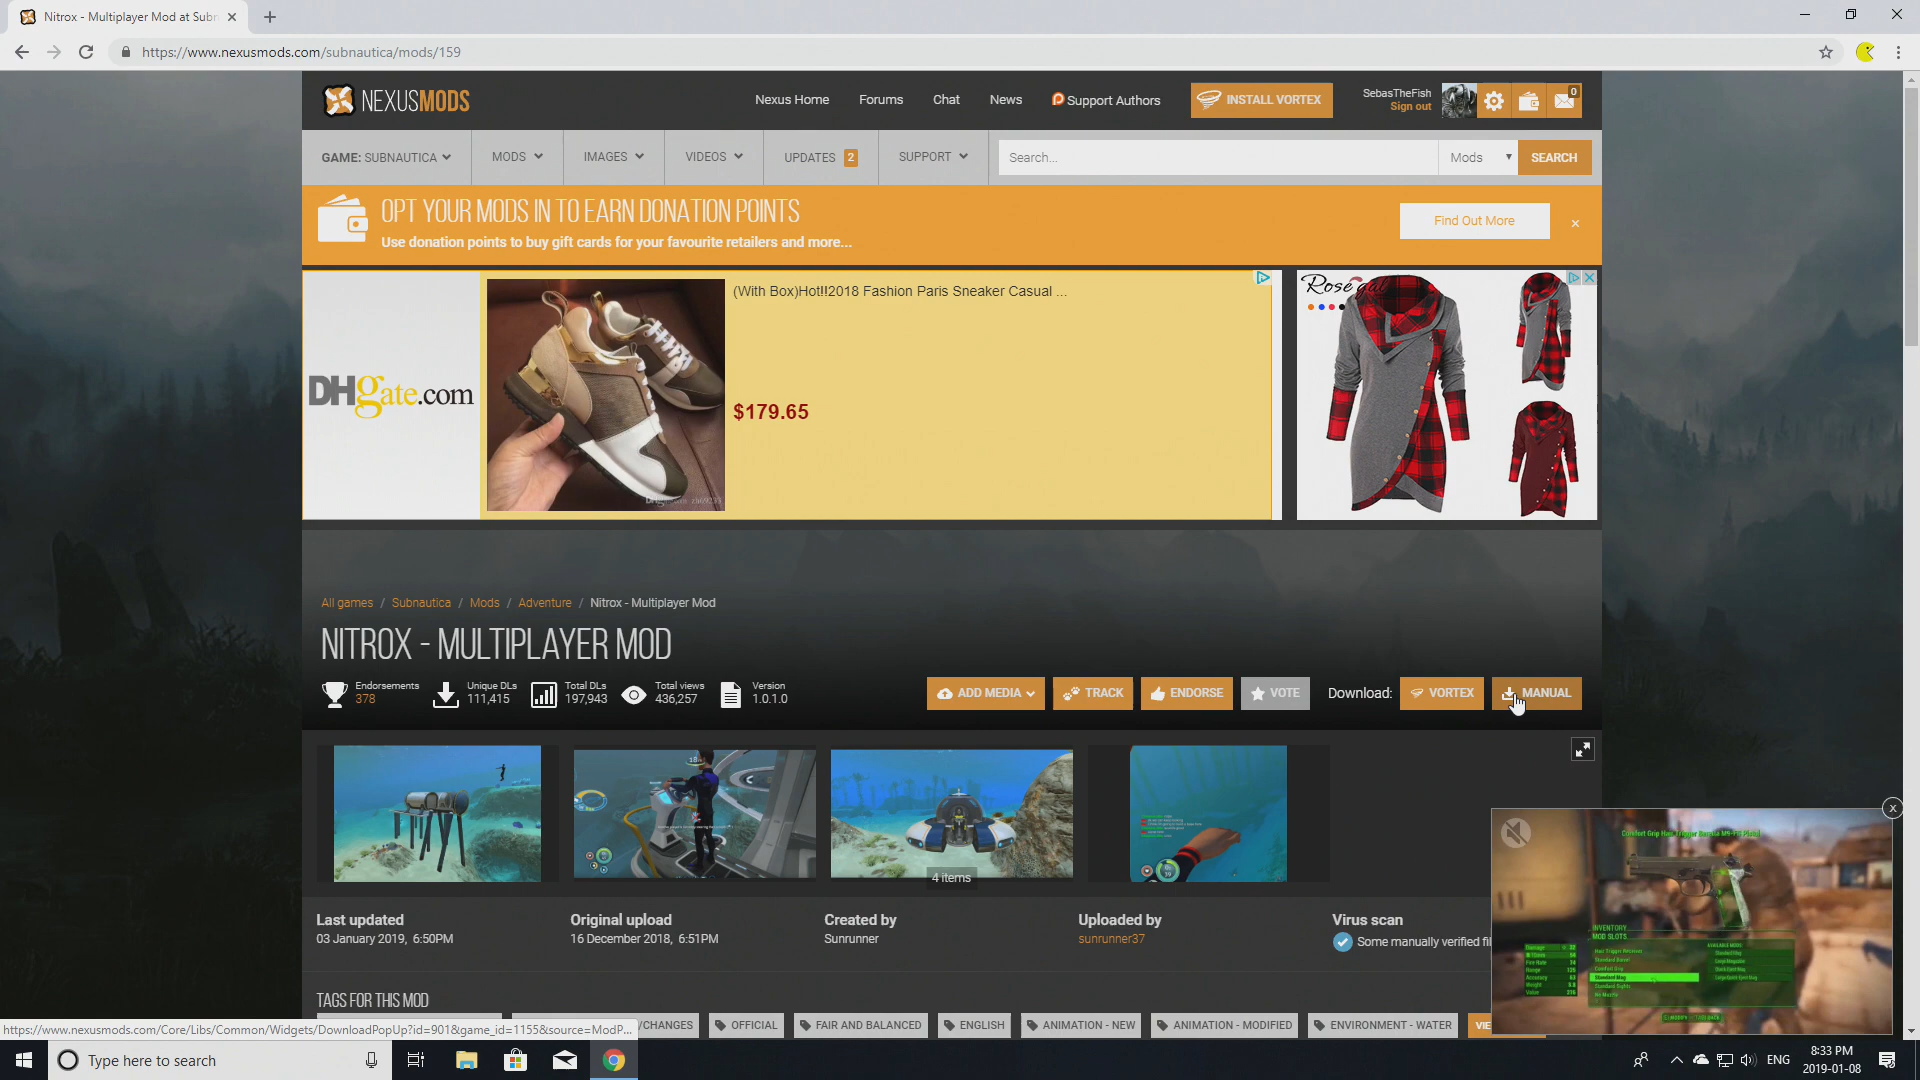 Nitrox - Multiplayer Mod at Subn
https://www.nexusmods.com/subnautica/mods/159
NEXUSMODS
Nexus Home
Forums
Chat
News
Support Authors
INSTALL VORTEX
SebasTheFish
Sign out
0
GAME: SUBNAUTICA
MODS
IMAGES
VIDEOS
UPDATES 2
SUPPORT
Search...
Mods
SEARCH
OPT YOUR MODS IN TO EARN DONATION POINTS
Use donation points to buy gift cards for your favourite retailers and more...
Find Out More
DHgate.com
(With Box)Hot!!2018 Fashion Paris Sneaker Casual ...
$179.65
Rosegal
All games / Subnautica / Mods / Adventure / Nitrox - Multiplayer Mod
NITROX - MULTIPLAYER MOD
Endorsements
378
Unique DLs
111,415
Total DLs
197,943
Total views
436,257
Version
1.0.1.0
ADD MEDIA
TRACK
ENDORSE
VOTE
Download:
VORTEX
MANUAL
4 items
Last updated
03 January 2019, 6:50PM
Original upload
16 December 2018, 6:51PM
Created by
Sunrunner
Uploaded by
sunrunner37
Virus scan
Some manually verified fil
INVENTORY
MOD SLOTS
TAGS FOR THIS MOD
/CHANGES
OFFICIAL
FAIR AND BALANCED
ENGLISH
ANIMATION - NEW
ANIMATION - MODIFIED
ENVIRONMENT - WATER
VIE
https://www.nexusmods.com/Core/Libs/Common/Widgets/DownloadPopUp?id=901&game_id=1155&source=ModP...
Type here to search
ENG
8:33 PM
2019-01-08